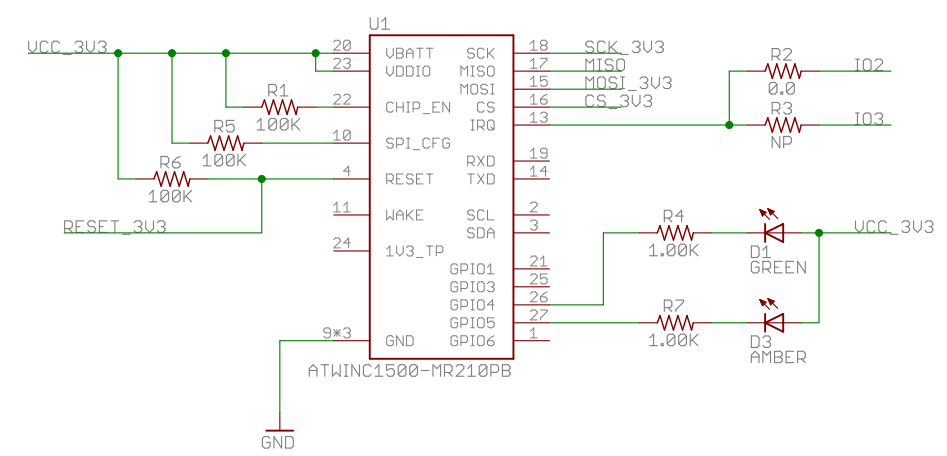 U1
VCC_3V3
20 VBATT SCK 18 SCK_3V3
23 VDDIO MISO 17 MISO
MOSI 15 MOSI_3V3
R1 22 CHIP_EN CS 16 CS_3V3
100K
IRQ 13
R2 IO2
0.0
R3 IO3
NP
R5 10 SPI_CFG
100K
RXD 19
R6 4 RESET TXD 14
100K
11 WAKE SCL 2
RESET_3V3
SDA 3
24 1V3_TP
R4 VCC_3V3
1.00K D1
GREEN
GPIO1 21
GPIO3 25
GPIO4 26
GPIO5 27
R7
1.00K D3
AMBER
9*3 GND GPIO6 1
ATWINC1500-MR210PB
GND